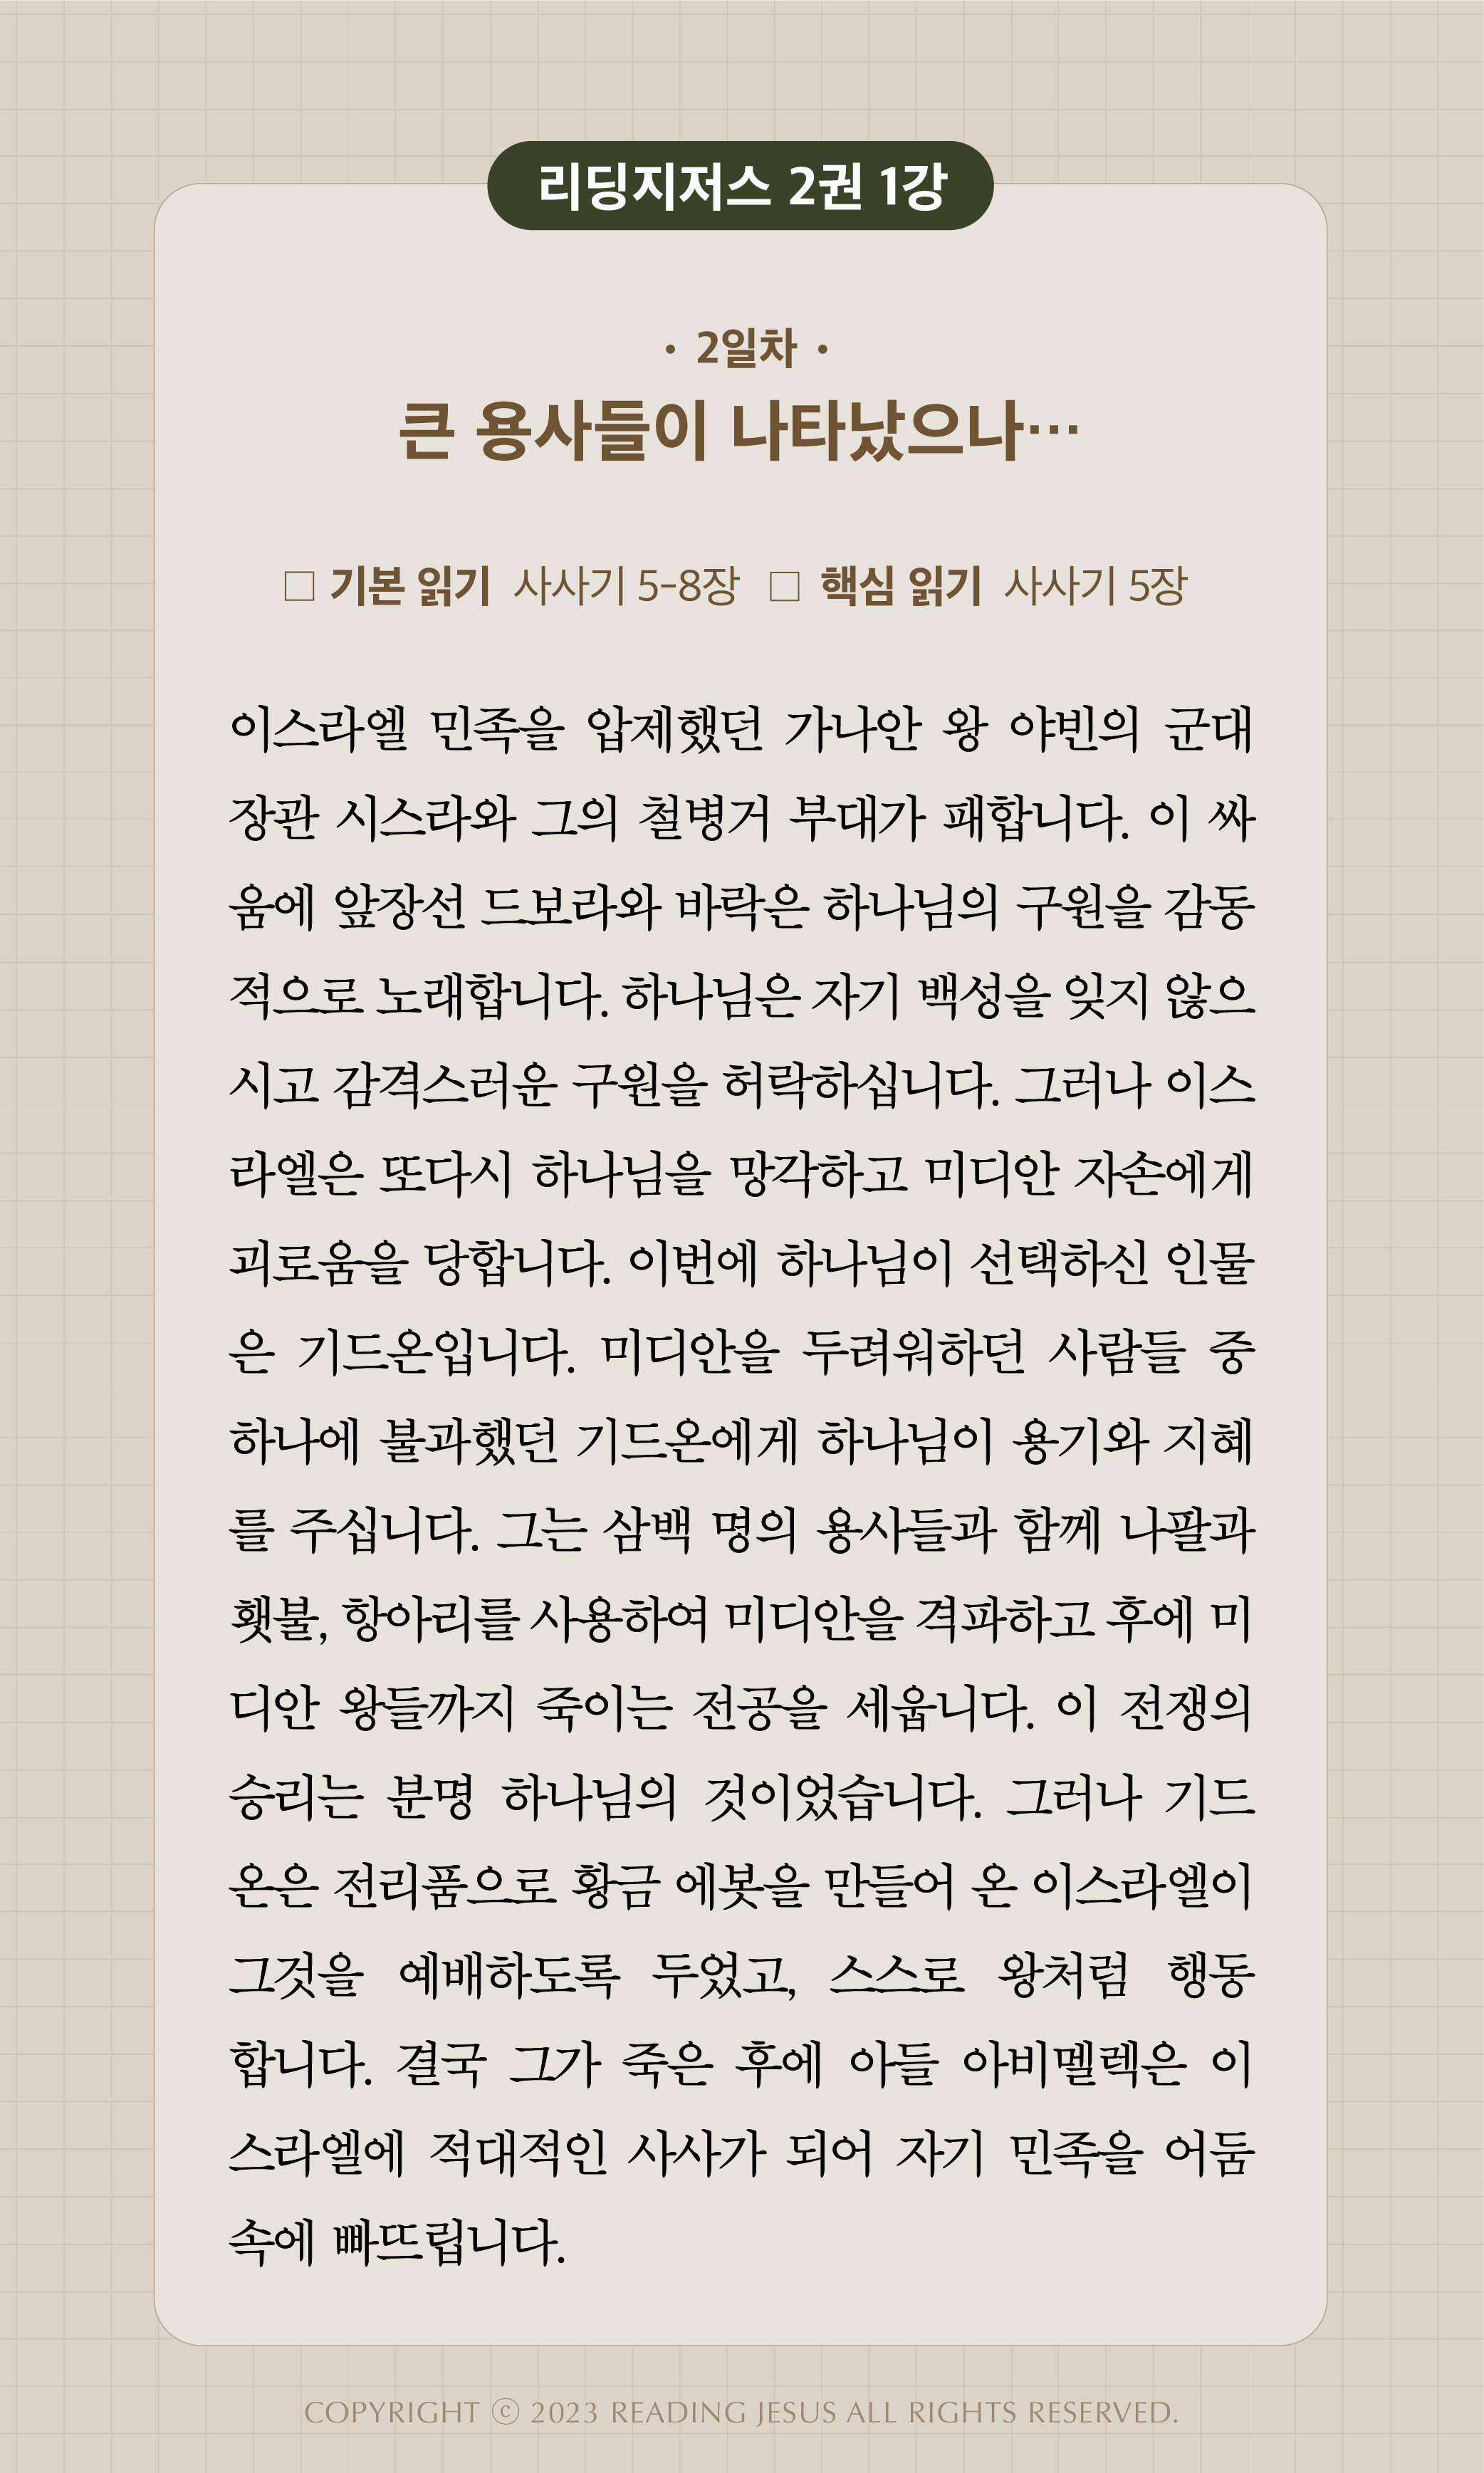 리딩지저스 2권 1강
· 2일차 ·
큰 용사들이 나타났으나…
□ 기본 읽기 사사기 5-8장 □ 핵심 읽기 사사기 5장
이스라엘 민족을 압제했던 가나안 왕 야빈의 군대
장관 시스라와 그의 철병거 부대가 패합니다. 이 싸
움에 앞장선 드보라와 바락은 하나님의 구원을 감동
적으로 노래합니다. 하나님은 자기 백성을 잊지 않으
시고 감격스러운 구원을 허락하십니다. 그러나 이스
라엘은 또다시 하나님을 망각하고 미디안 자손에게
괴로움을 당합니다. 이번에 하나님이 선택하신 인물
은 기드온입니다. 미디안을 두려워하던 사람들 중
하나에 불과했던 기드온에게 하나님이 용기와 지혜
를 주십니다. 그는 삼백 명의 용사들과 함께 나팔과
횃불, 항아리를 사용하여 미디안을 격파하고 후에 미
디안 왕들까지 죽이는 전공을 세웁니다. 이 전쟁의
승리는 분명 하나님의 것이었습니다. 그러나 기드
온은 전리품으로 황금 에봇을 만들어 온 이스라엘이
그것을 예배하도록 두었고, 스스로 왕처럼 행동
합니다. 결국 그가 죽은 후에 아들 아비멜렉은 이
스라엘에 적대적인 사사가 되어 자기 민족을 어둠
속에 빠뜨립니다.
COPYRIGHT ⓒ 2023 READING JESUS ALL RIGHTS RESERVED.